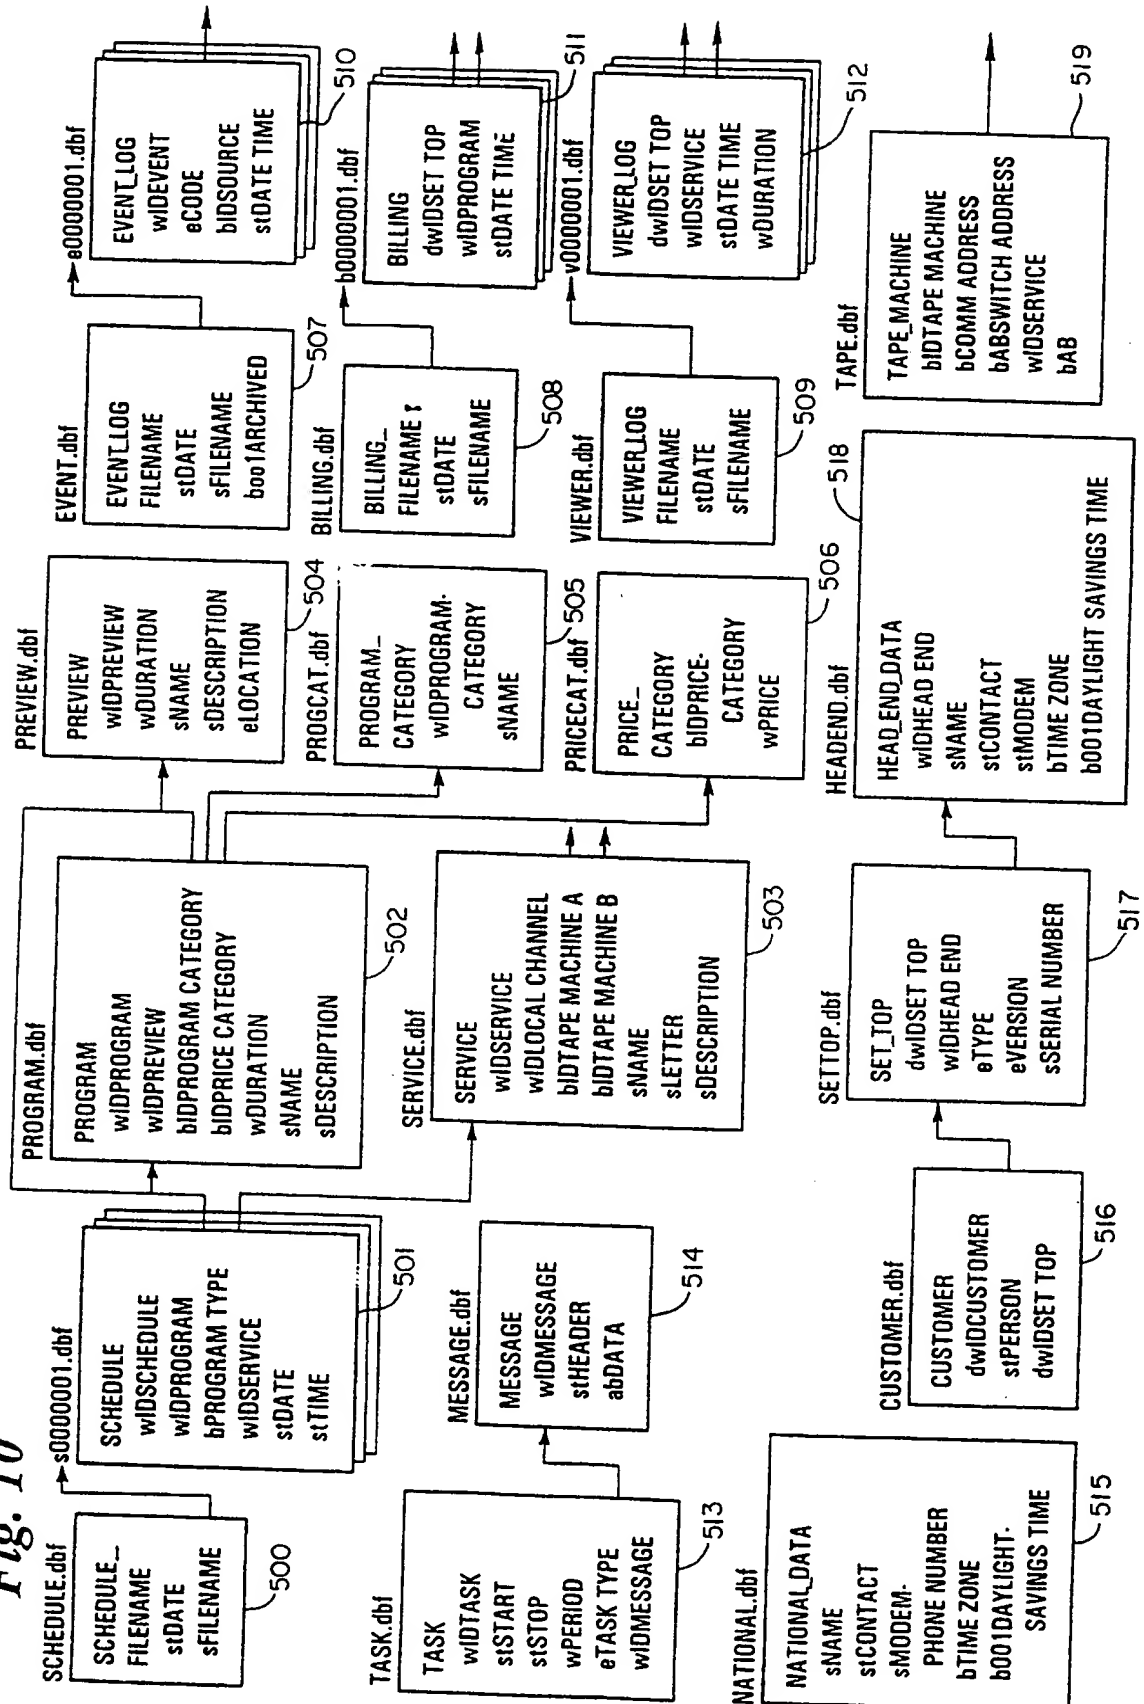 Fig. 10
SCHEDULE.dbf
SCHEDULE_
FILENAME
stDATE
sFILENAME
500
s0000001.dbf
SCHEDULE
wIDSCHEDULE
wIDPROGRAM
bPROGRAM TYPE
wIDSERVICE
stDATE
stTIME
501
PROGRAM.dbf
PROGRAM
wIDPROGRAM
wIDPREVIEW
bIDPROGRAM CATEGORY
bIDPRICE CATEGORY
wDURATION
sNAME
sDESCRIPTION
502
SERVICE.dbf
SERVICE
wIDSERVICE
wIDLOCAL CHANNEL
bIDTAPE MACHINE A
bIDTAPE MACHINE B
sNAME
sLETTER
sDESCRIPTION
503
PREVIEW.dbf
PREVIEW
wIDPREVIEW
wDURATION
sNAME
sDESCRIPTION
eLOCATION
504
PROGCAT.dbf
PROGRAM_
CATEGORY
wIDPROGRAM-
CATEGORY
sNAME
505
PRICECAT.dbf
PRICE_
CATEGORY
bIDPRICE-
CATEGORY
wPRICE
506
EVENT.dbf
EVENT_LOG
FILENAME
stDATE
sFILENAME
boo1ARCHIVED
507
BILLING.dbf
BILLING_
FILENAME
stDATE
sFILENAME
508
VIEWER.dbf
VIEWER_LOG
FILENAME
stDATE
sFILENAME
509
e0000001.dbf
EVENT_LOG
wIDEVENT
eCODE
bIDSOURCE
stDATE TIME
510
b0000001.dbf
BILLING
dwIDSET TOP
wIDPROGRAM
stDATE TIME
511
v0000001.dbf
VIEWER_LOG
dwIDSET TOP
wIDSERVICE
stDATE TIME
wDURATION
512
TASK.dbf
TASK
wIDTASK
stSTART
stSTOP
wPERIOD
eTASK TYPE
wIDMESSAGE
513
MESSAGE.dbf
MESSAGE
wIDMESSAGE
stHEADER
abDATA
514
NATIONAL.dbf
NATIONAL_DATA
sNAME
stCONTACT
sMODEM-
PHONE NUMBER
bTIME ZONE
b001DAYLIGHT-
SAVINGS TIME
515
CUSTOMER.dbf
CUSTOMER
dwIDCUSTOMER
stPERSON
dwIDSET TOP
516
SETTOP.dbf
SET_TOP
dwIDSET TOP
wIDHEAD END
eTYPE
eVERSION
sSERIAL NUMBER
517
HEADEND.dbf
HEAD_END_DATA
wIDHEAD END
sNAME
stCONTACT
stMODEM
bTIME ZONE
b001DAYLIGHT SAVINGS TIME
518
TAPE.dbf
TAPE_MACHINE
bIDTAPE MACHINE
bCOMM ADDRESS
bABSWITCH ADDRESS
wIDSERVICE
bAB
519